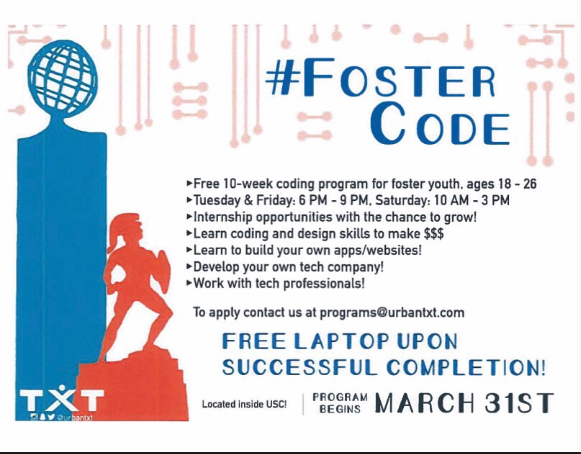 #FOSTER
CODE
▸Free 10-week coding program for foster youth, ages 18 - 26
▸Tuesday & Friday: 6 PM - 9 PM, Saturday: 10 AM - 3 PM
▸Internship opportunities with the chance to grow!
▸Learn coding and design skills to make $$$
▸Learn to build your own apps/websites!
▸Develop your own tech company!
▸Work with tech professionals!
To apply contact us at programs@urbantxt.com
FREE LAPTOP UPON
SUCCESSFUL COMPLETION!
TXT
@urbantxt
Located inside USC!
PROGRAM
BEGINS
MARCH 31ST